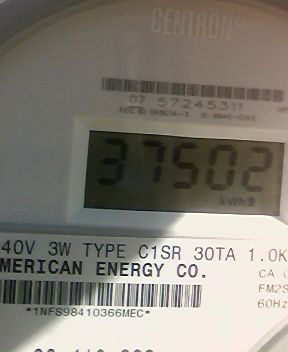 CENTRON®
07 57245311
37502
kWh
40V 3W TYPE C1SR 30TA 1.0K
MERICAN ENERGY CO.
CA 0
FM2S
60Hz
*1NFS98410366MEC*